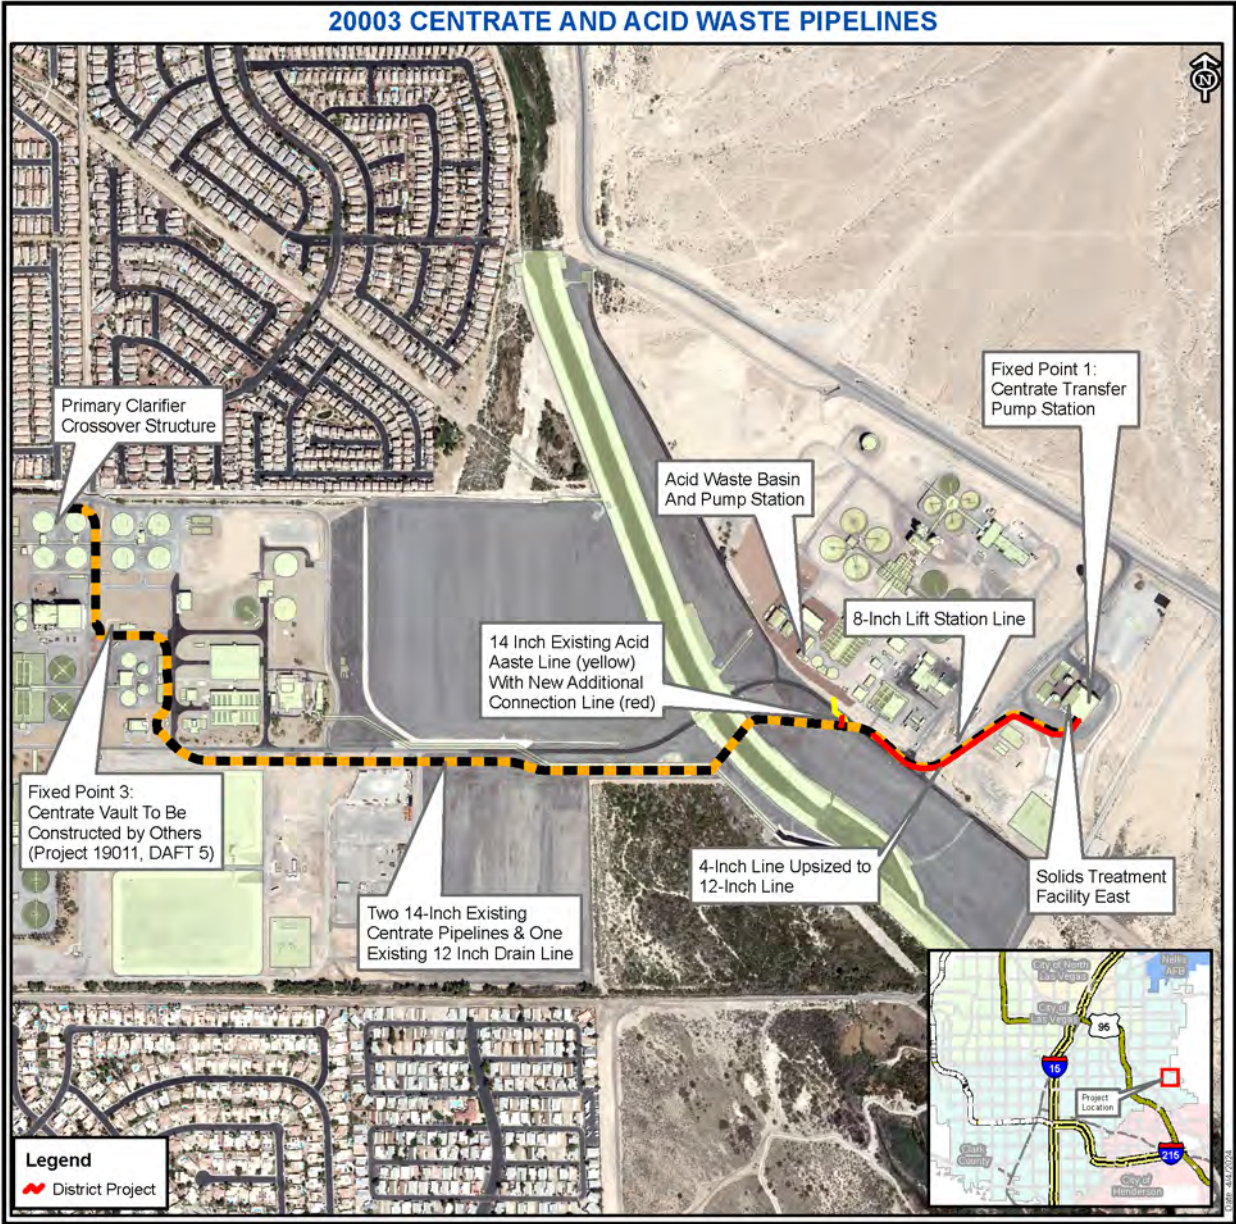 20003 CENTRATE AND ACID WASTE PIPELINES
N
Fixed Point 1:
Centrate Transfer
Pump Station
Primary Clarifier
Crossover Structure
Acid Waste Basin
And Pump Station
8-Inch Lift Station Line
14 Inch Existing Acid
Aaste Line (yellow)
With New Additional
Connection Line (red)
Fixed Point 3:
Centrate Vault To Be
Constructed by Others
(Project 19011, DAFT 5)
4-Inch Line Upsized to
12-Inch Line
Solids Treatment
Facility East
Two 14-Inch Existing
Centrate Pipelines & One
Existing 12 Inch Drain Line
City of North
Las Vegas
Nellis
AFB
City of
Las Vegas
95
15
Project
Location
Clark
County
215
City of
Henderson
Legend
District Project
Date: 4/4/2024